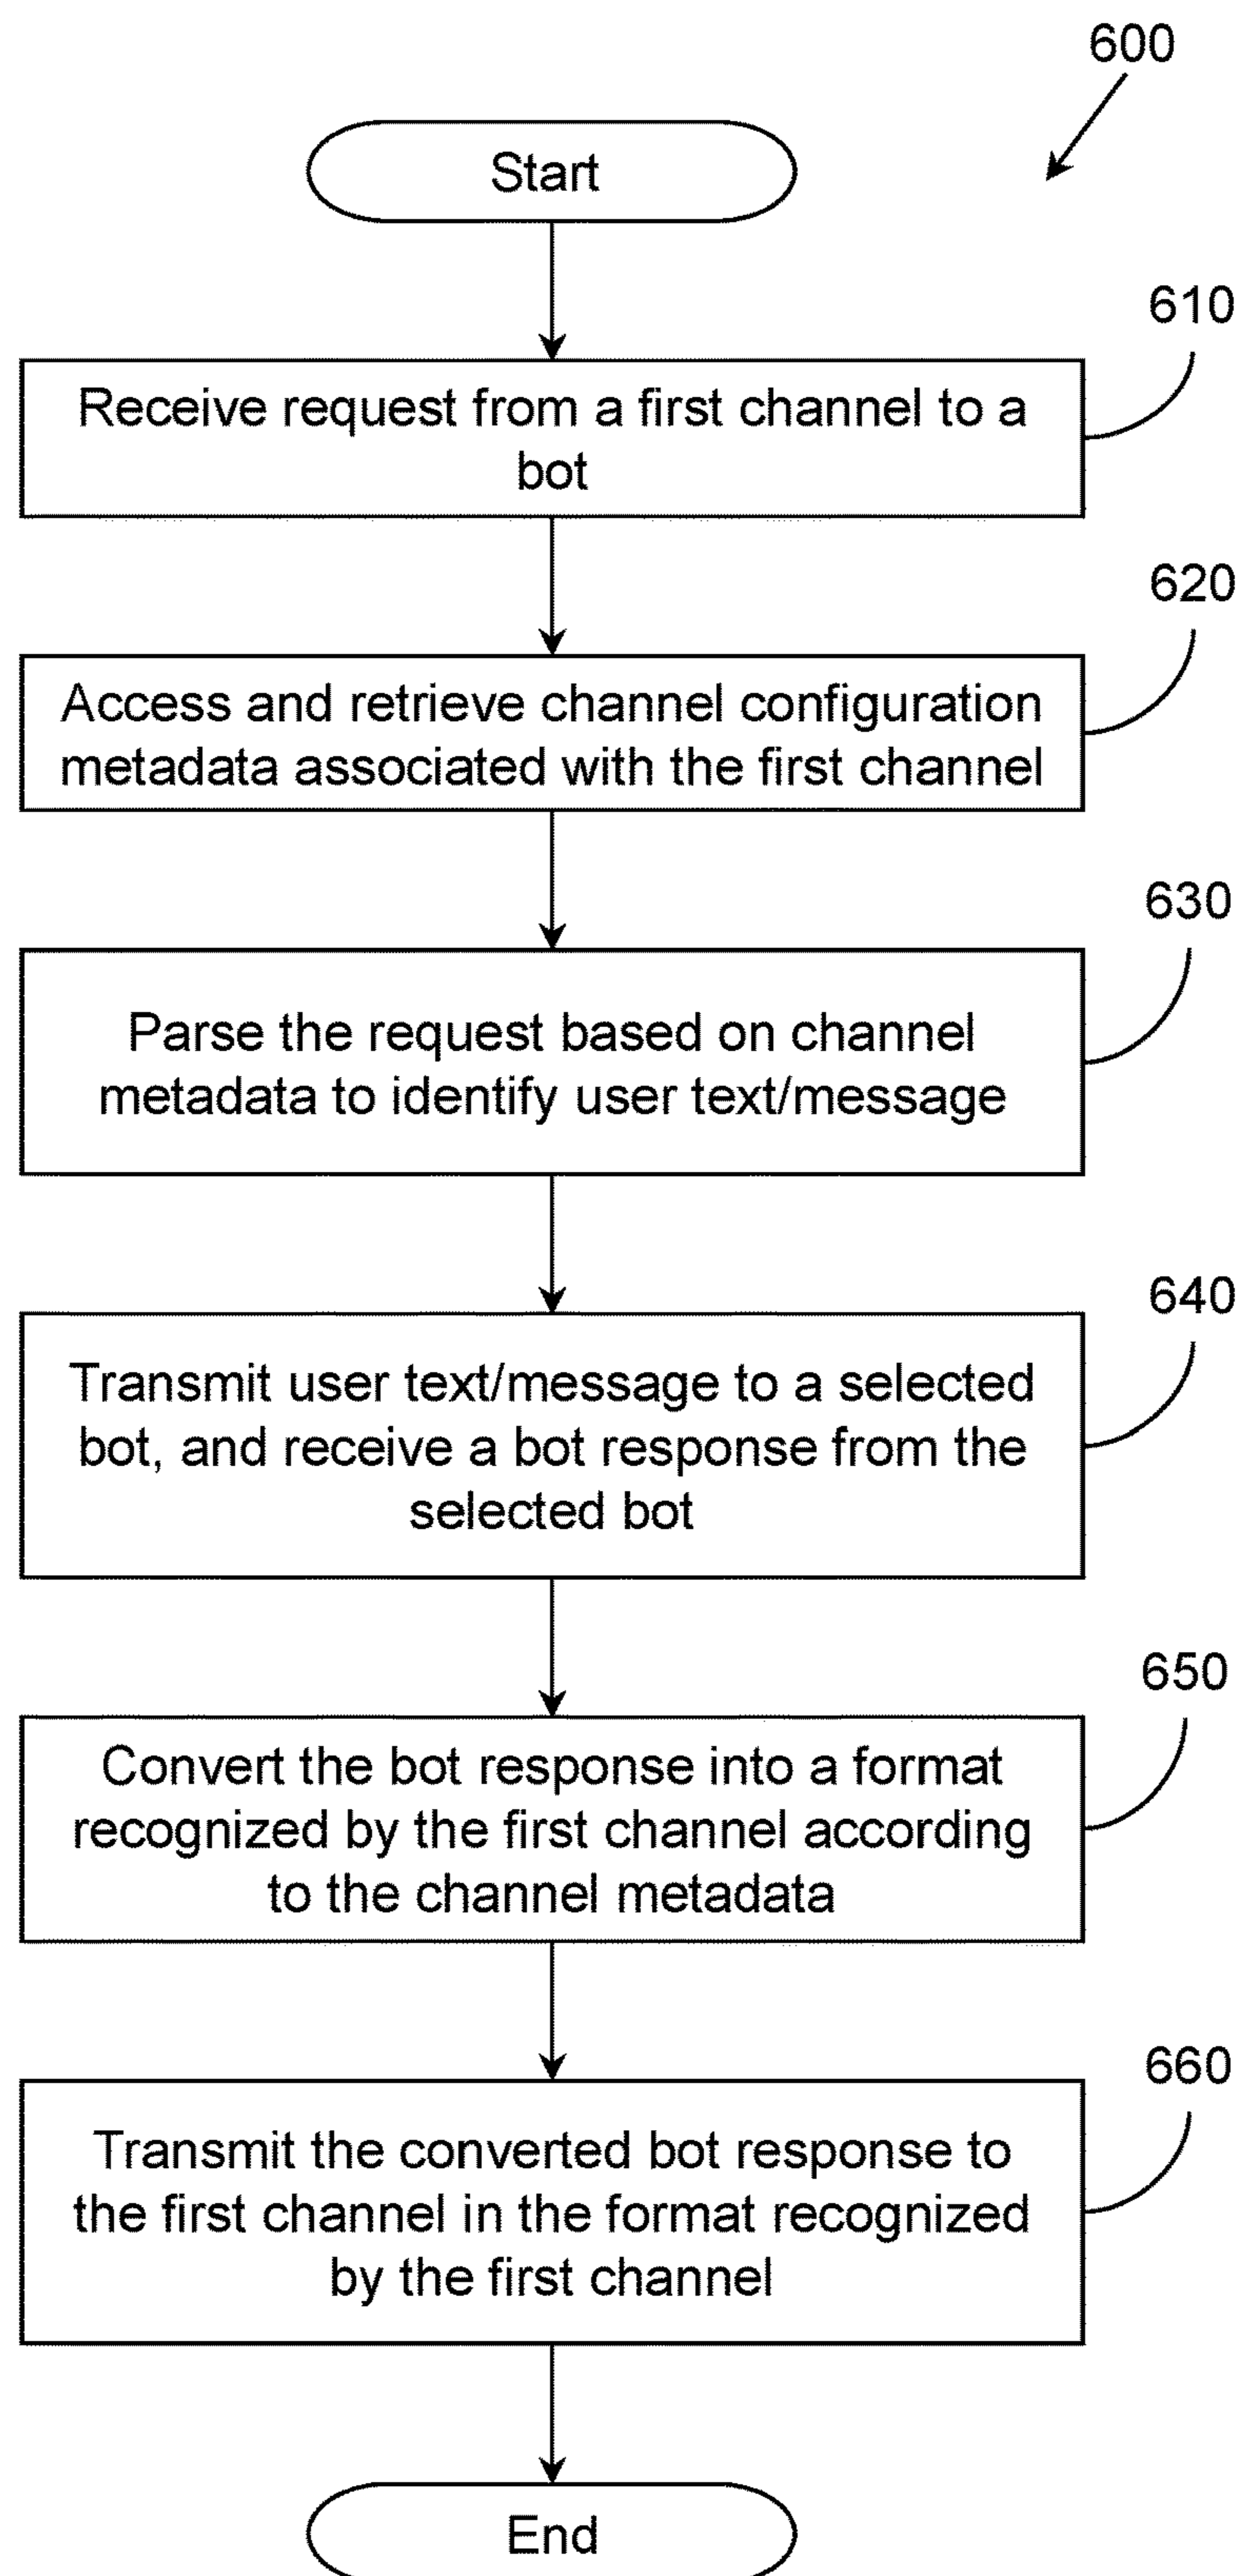 600
Start
610
Receive request from a first channel to a
bot
620
Access and retrieve channel configuration
metadata associated with the first channel
630
Parse the request based on channel
metadata to identify user text/message
640
Transmit user text/message to a selected
bot, and receive a bot response from the
selected bot
650
Convert the bot response into a format
recognized by the first channel according
to the channel metadata
660
Transmit the converted bot response to
the first channel in the format recognized
by the first channel
End